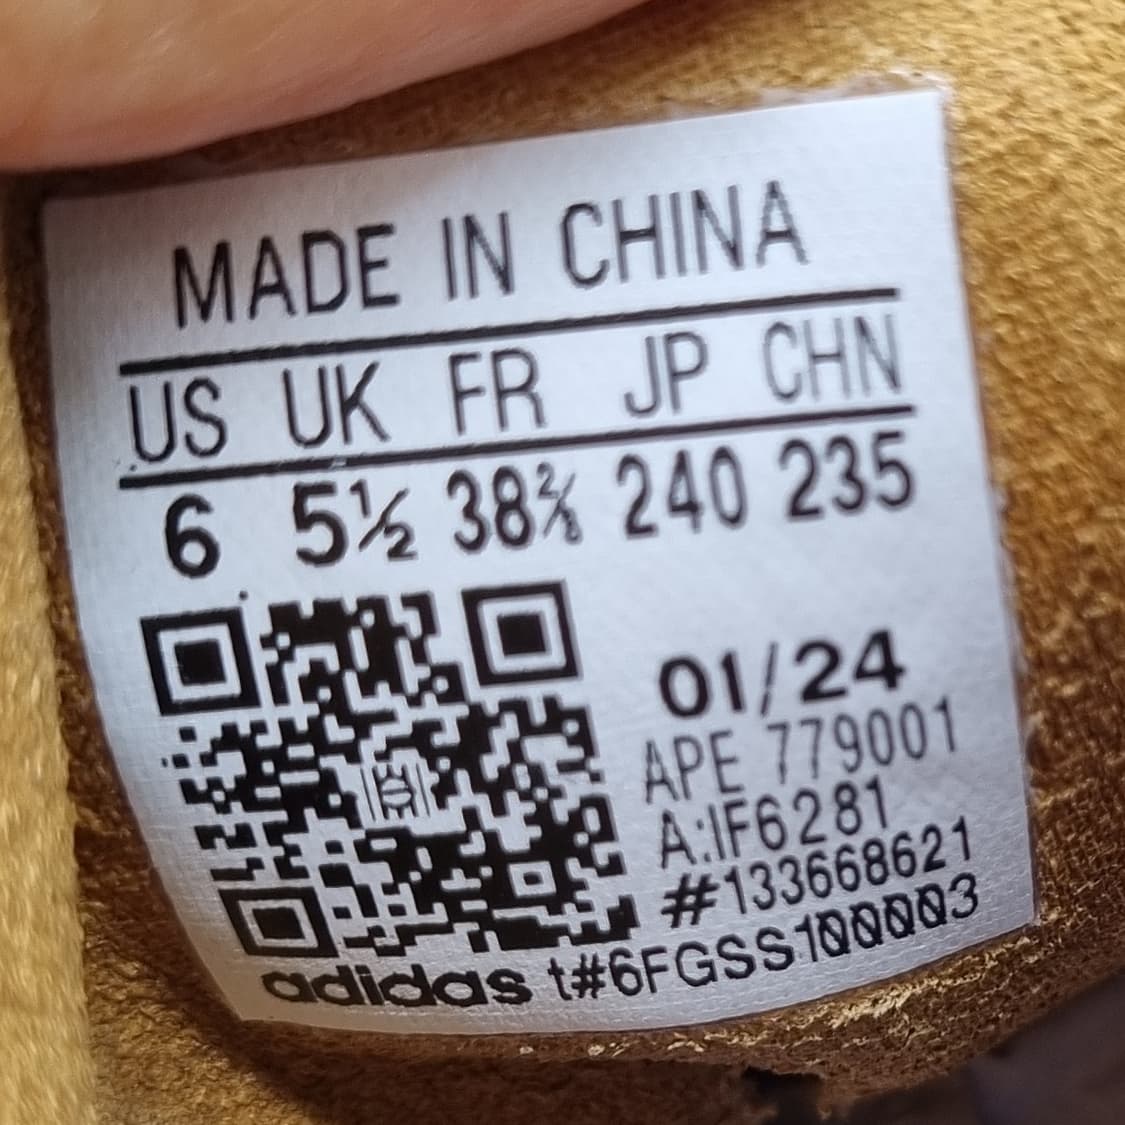 MADE IN CHINA
US UK FR JP CHN
6 5½ 38⅔ 240 235
01/24
APE 779001
A:IF6281
#133668621
adidas t#6FGSS100003